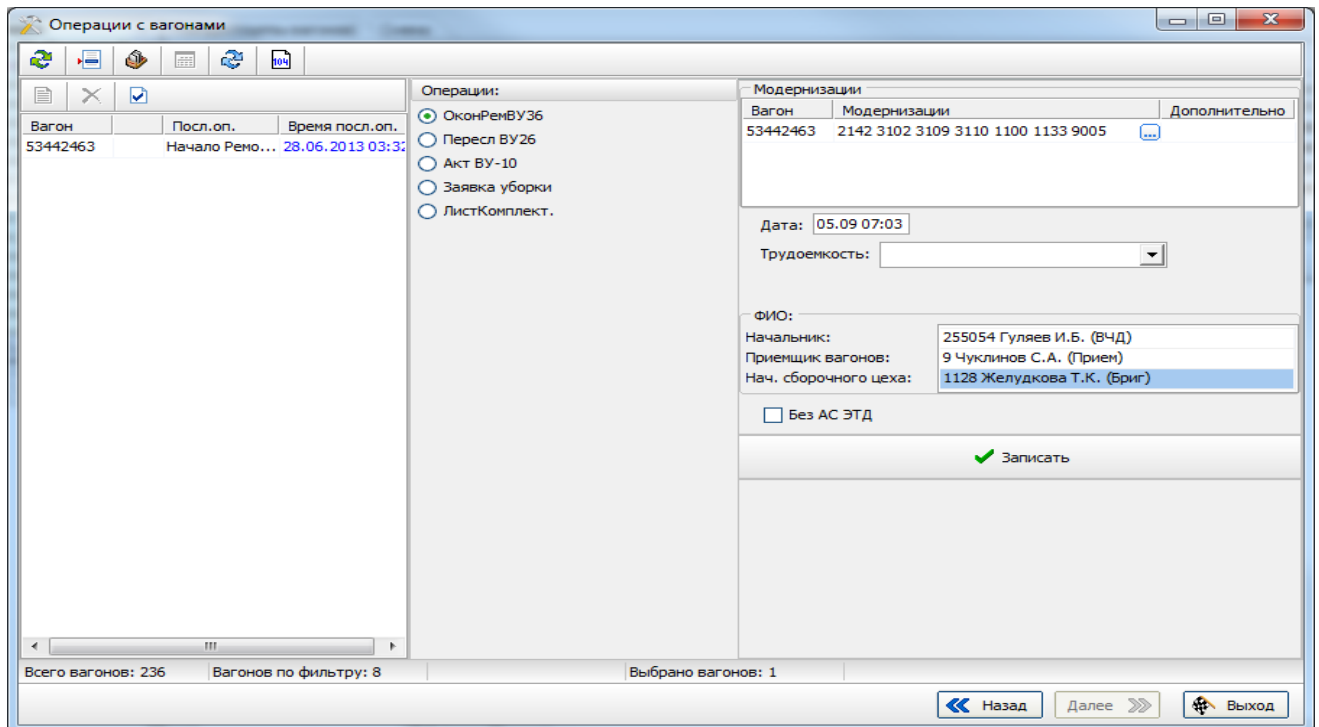 Операции с вагонами
104
Операции:
Модернизации
Вагон Посл.оп. Время посл.оп.
53442463 Начало Ремо... 28.06.2013 03:32
ОконРемВУ36
Пересл ВУ26
Акт ВУ-10
Заявка уборки
ЛистКомплект.
Вагон Модернизации Дополнительно
53442463 2142 3102 3109 3110 1100 1133 9005 ...
Дата: 05.09 07:03
Трудоемкость:
ФИО:
Начальник: 255054 Гуляев И.Б. (ВЧД)
Приемщик вагонов: 9 Чуклинов С.А. (Прием)
Нач. сборочного цеха: 1128 Желудкова Т.К. (Бриг)
Без АС ЭТД
Записать
Всего вагонов: 236 Вагонов по фильтру: 8 Выбрано вагонов: 1
Назад Далее Выход